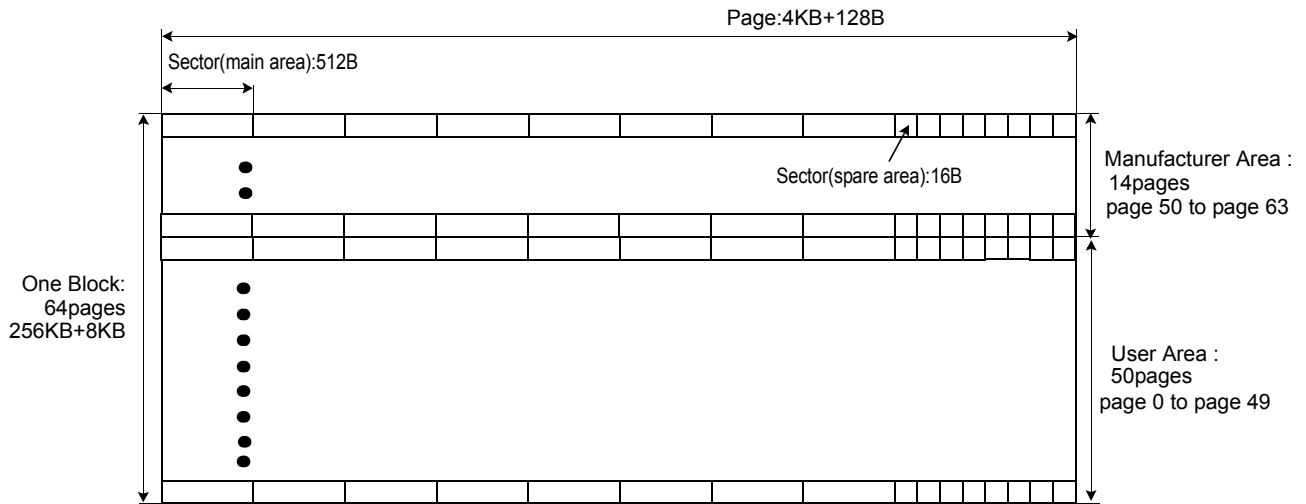 Page:4KB+128B
Sector(main area):512B
Sector(spare area):16B
Manufacturer Area :
14pages
page 50 to page 63
One Block:
64pages
256KB+8KB
User Area :
50pages
page 0 to page 49